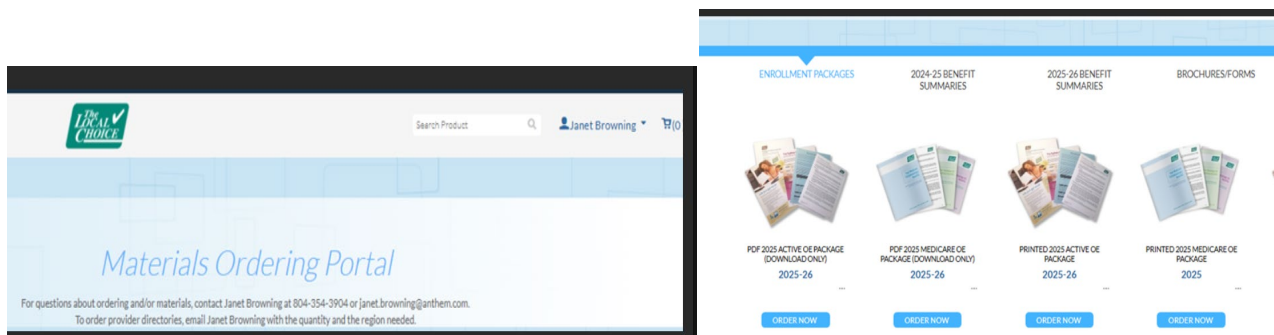 The
LOCAL
CHOICE
Search Product
Janet Browning
(0
Materials Ordering Portal
For questions about ordering and/or materials, contact Janet Browning at 804-354-3904 or janet.browning@anthem.com.
To order provider directories, email Janet Browning with the quantity and the region needed.
ENROLLMENT PACKAGES
2024-25 BENEFIT
SUMMARIES
2025-26 BENEFIT
SUMMARIES
BROCHURES/FORMS
PDF 2025 ACTIVE OE PACKAGE
(DOWNLOAD ONLY)
2025-26
...
ORDER NOW
PDF 2025 MEDICARE OE
PACKAGE (DOWNLOAD ONLY)
2025-26
...
ORDER NOW
PRINTED 2025 ACTIVE OE
PACKAGE
2025-26
...
ORDER NOW
PRINTED 2025 MEDICARE OE
PACKAGE
2025
...
ORDER NOW